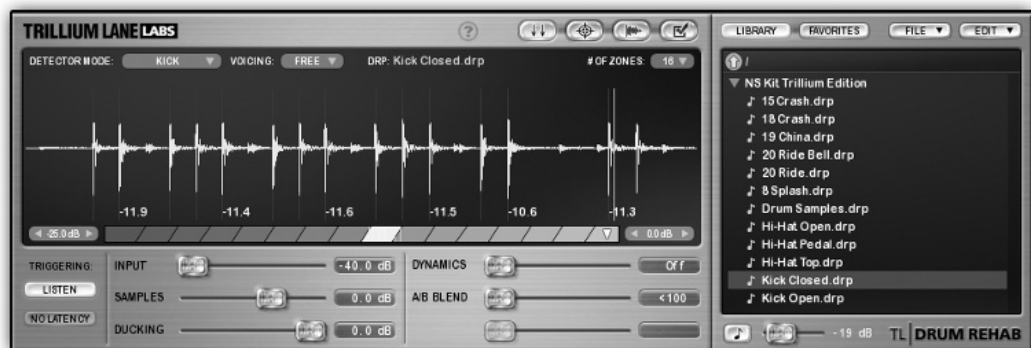 TRILLIUM LANE LABS
?
LIBRARY FAVORITES FILE EDIT
DETECTOR MODE: KICK VOICING: FREE DRP: Kick Closed.drp # OF ZONES: 16
/
NS Kit Trillium Edition
15 Crash.drp
18 Crash.drp
19 China.drp
20 Ride Bell.drp
20 Ride.drp
8 Splash.drp
Drum Samples.drp
Hi-Hat Open.drp
Hi-Hat Pedal.drp
Hi-Hat Top.drp
Kick Closed.drp
Kick Open.drp
-11.9 -11.4 -11.6 -11.5 -10.6 -11.3
-25.0 dB 0.0 dB
TRIGGERING: INPUT -40.0 dB DYNAMICS Off
LISTEN SAMPLES 0.0 dB A/B BLEND <100
NO LATENCY DUCKING 0.0 dB
-19 dB TL DRUM REHAB